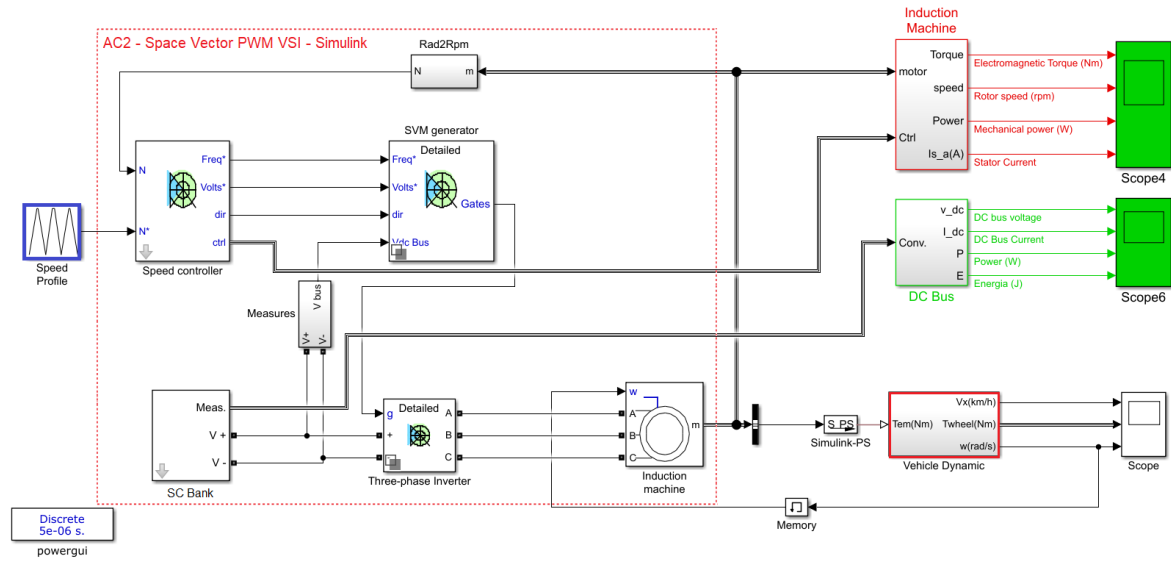 Induction
Machine
AC2 - Space Vector PWM VSI - Simulink
Rad2Rpm
N
m
motor
Ctrl
Torque
speed
Power
Is_a(A)
Electromagnetic Torque (Nm)
Rotor speed (rpm)
Mechanical power (W)
Stator Current
Scope4
SVM generator
Detailed
Freq*
Volts*
dir
Vdc Bus
Gates
N
N*
Freq*
Volts*
dir
ctrl
Speed controller
Speed
Profile
Conv.
v_dc
I_dc
P
E
DC bus voltage
DC Bus Current
Power (W)
Energia (J)
DC Bus
Scope6
Measures
V bus
V+
V-
Meas.
V +
V -
SC Bank
Detailed
g
+
-
A
B
C
Three-phase Inverter
w
A
B
C
m
Induction
machine
S PS
Simulink-PS
Tem(Nm)
Vx(km/h)
Twheel(Nm)
w(rad/s)
Vehicle Dynamic
Scope
Memory
Discrete
5e-06 s.
powergui